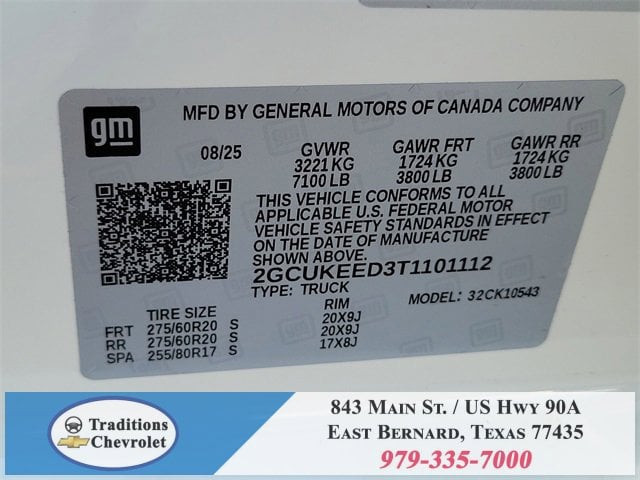 gm
MFD BY GENERAL MOTORS OF CANADA COMPANY
08/25 GVWR GAWR FRT GAWR RR
3221 KG 1724 KG 1724 KG
7100 LB 3800 LB 3800 LB
THIS VEHICLE CONFORMS TO ALL
APPLICABLE U.S. FEDERAL MOTOR
VEHICLE SAFETY STANDARDS IN EFFECT
ON THE DATE OF MANUFACTURE
SHOWN ABOVE.
2GCUKEED3T1101112
TYPE: TRUCK MODEL: 32CK10543
TIRE SIZE RIM
FRT 275/60R20 S 20X9J
RR 275/60R20 S 20X9J
SPA 255/80R17 S 17X8J
Traditions
Chevrolet
843 Main St. / US Hwy 90A
East Bernard, Texas 77435
979-335-7000